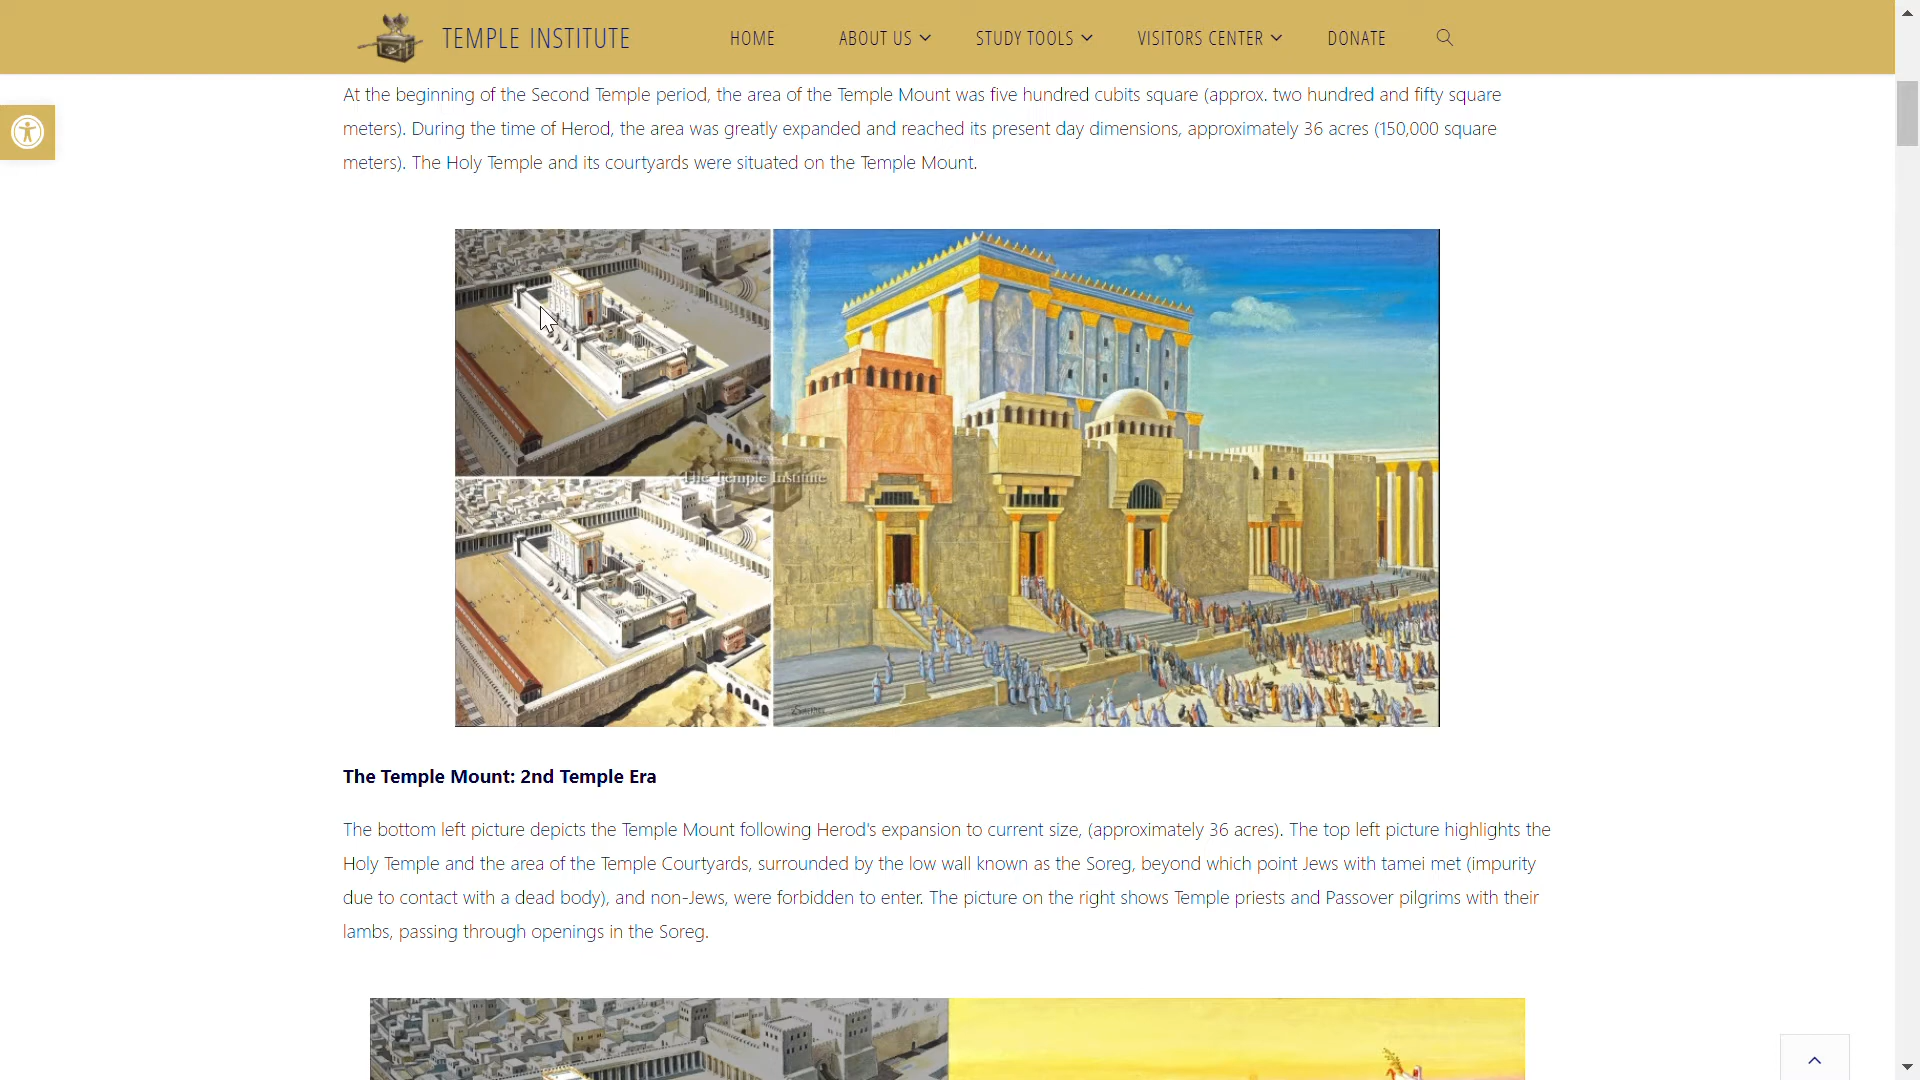 TEMPLE INSTITUTE
HOME
ABOUT US
STUDY TOOLS
VISITORS CENTER
DONATE
At the beginning of the Second Temple period, the area of the Temple Mount was five hundred cubits square (approx. two hundred and fifty square
meters). During the time of Herod, the area was greatly expanded and reached its present day dimensions, approximately 36 acres (150,000 square
meters). The Holy Temple and its courtyards were situated on the Temple Mount.
The Temple Institute
The Temple Mount: 2nd Temple Era
The bottom left picture depicts the Temple Mount following Herod's expansion to current size, (approximately 36 acres). The top left picture highlights the
Holy Temple and the area of the Temple Courtyards, surrounded by the low wall known as the Soreg, beyond which point Jews with tamei met (impurity
due to contact with a dead body), and non-Jews, were forbidden to enter. The picture on the right shows Temple priests and Passover pilgrims with their
lambs, passing through openings in the Soreg.